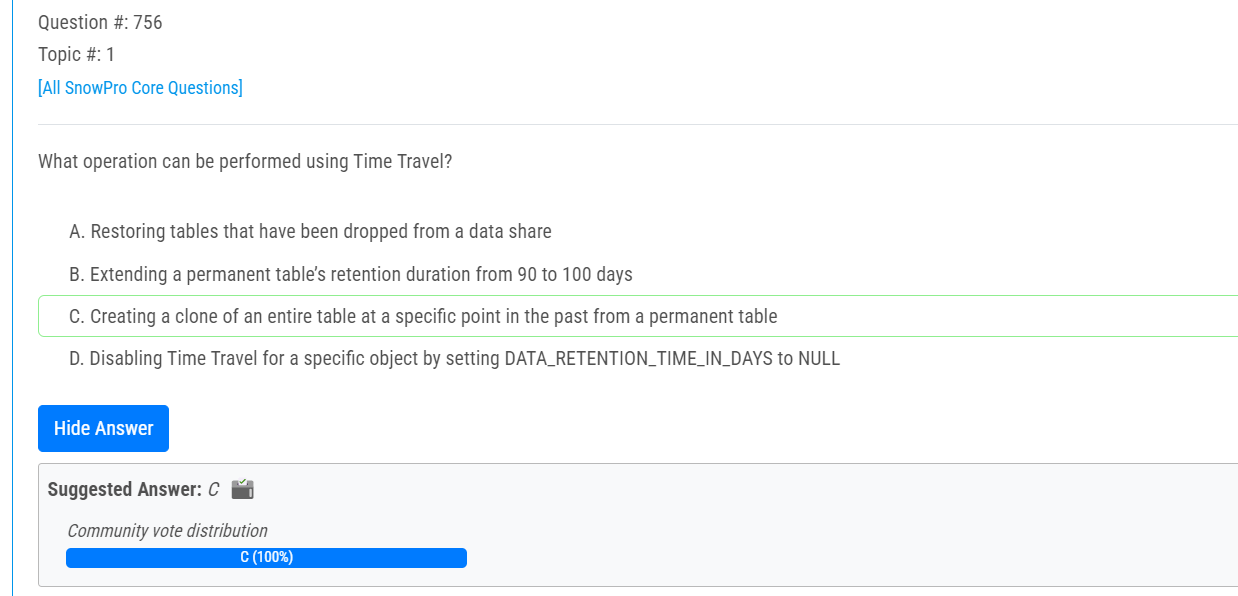 Question #: 756
Topic #: 1
[All SnowPro Core Questions]
What operation can be performed using Time Travel?
A. Restoring tables that have been dropped from a data share
B. Extending a permanent table’s retention duration from 90 to 100 days
C. Creating a clone of an entire table at a specific point in the past from a permanent table
D. Disabling Time Travel for a specific object by setting DATA_RETENTION_TIME_IN_DAYS to NULL
Hide Answer
Suggested Answer: C
Community vote distribution
C (100%)